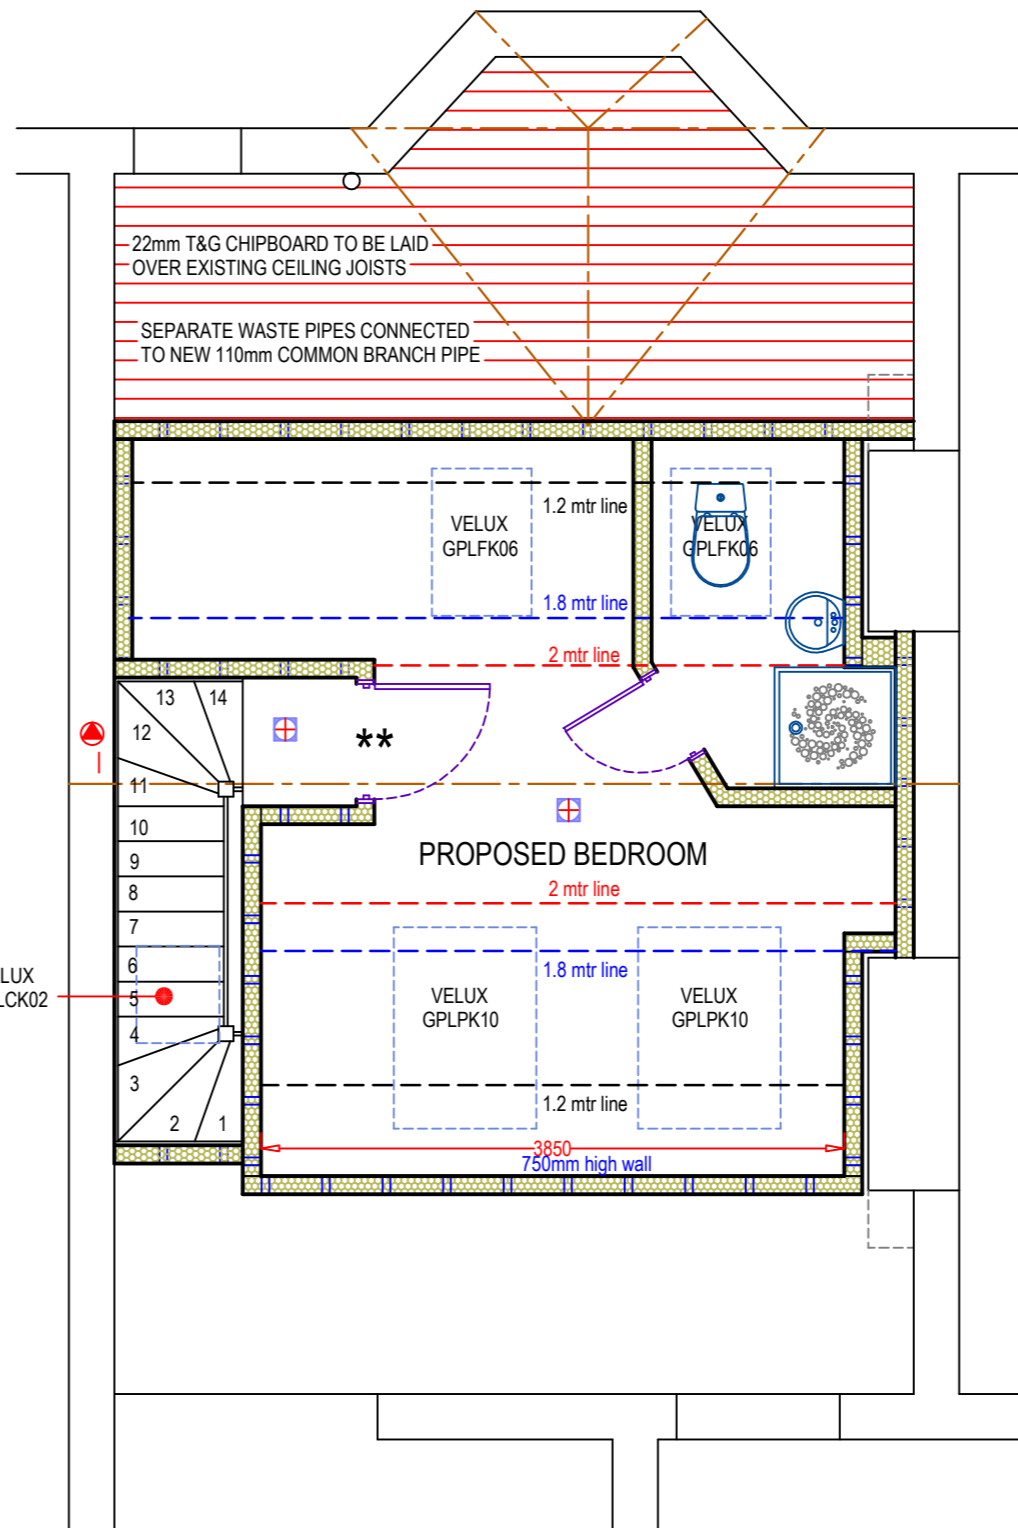 22mm T&G CHIPBOARD TO BE LAID
OVER EXISTING CEILING JOISTS
SEPARATE WASTE PIPES CONNECTED
TO NEW 110mm COMMON BRANCH PIPE
1.2 mtr line
VELUX
GPLFK06
VELUX
GPLFK06
1.8 mtr line
2 mtr line
13
14
12
**
11
10
9
8
7
6
5
4
3
2
1
PROPOSED BEDROOM
2 mtr line
1.8 mtr line
LUX
LCK02
VELUX
GPLPK10
VELUX
GPLPK10
1.2 mtr line
3850
750mm high wall